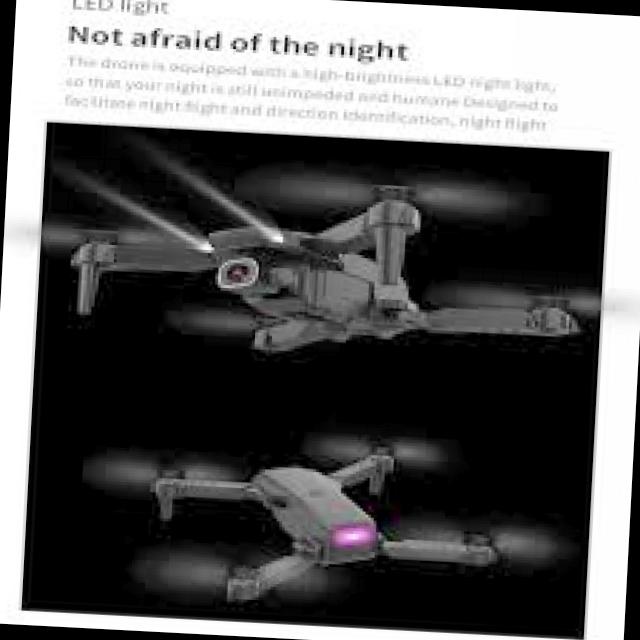 LED light
Not afraid of the night
The drone is equipped with a high-brightness LED night light,
so that your night is still unimpeded and humane Designed to
facilitate night flight and direction identification, night flight